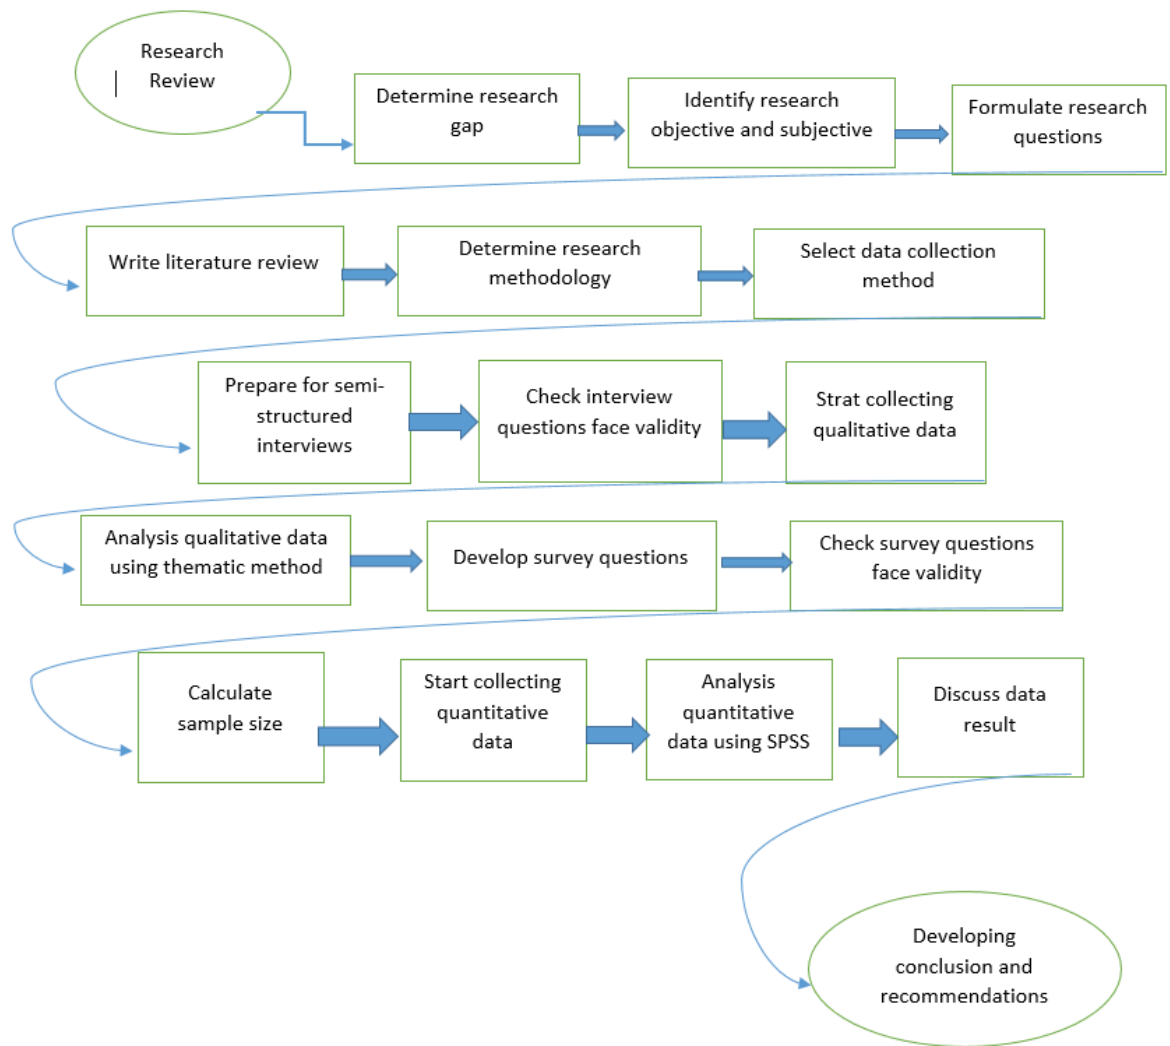 Research
Review
Determine research
gap
Identify research
objective and subjective
Formulate research
questions
Write literature review
Determine research
methodology
Select data collection
method
Prepare for semi-
structured
interviews
Check interview
questions face validity
Strat collecting
qualitative data
Analysis qualitative data
using thematic method
Develop survey questions
Check survey questions
face validity
Calculate
sample size
Start collecting
quantitative
data
Analysis
quantitative
data using SPSS
Discuss data
result
Developing
conclusion and
recommendations